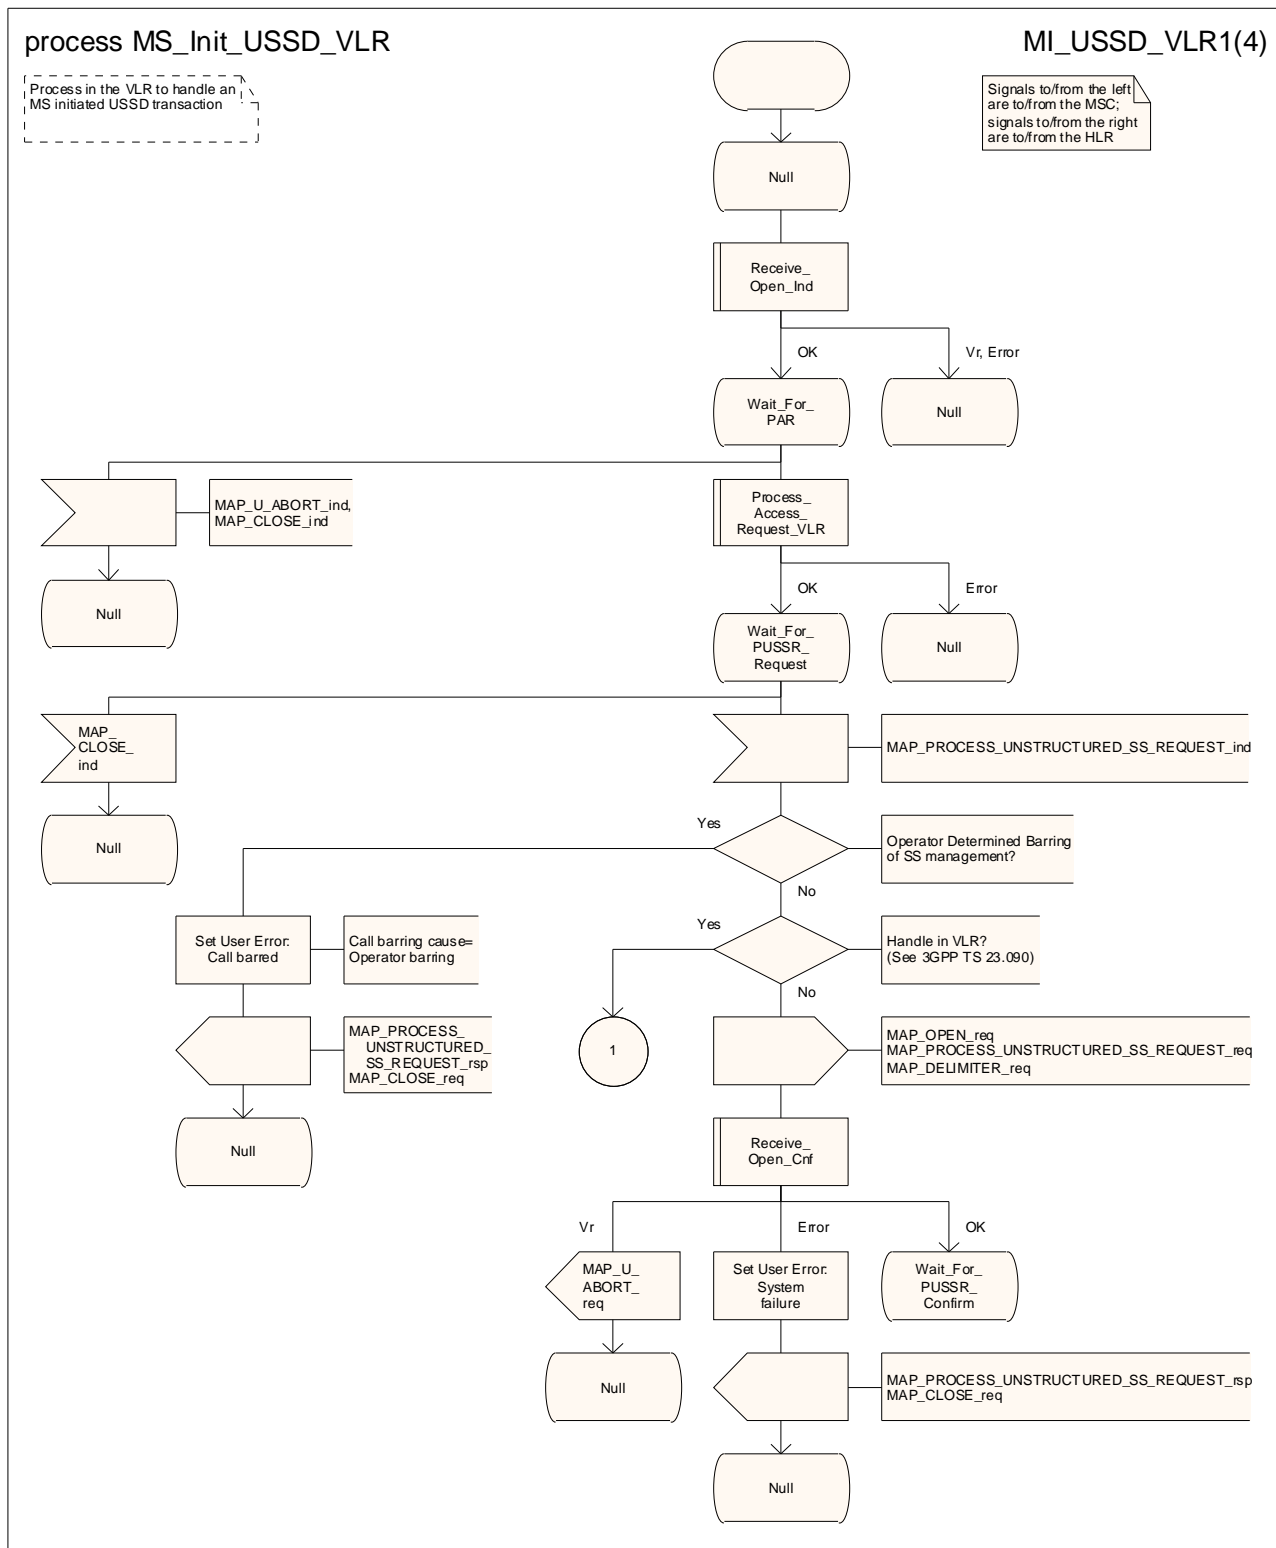 process MS_Init_USSD_VLR
MI_USSD_VLR1(4)
Process in the VLR to handle an
MS initiated USSD transaction
Signals to/from the left
are to/from the MSC;
signals to/from the right
are to/from the HLR
Null
Receive_
Open_Ind
OK
Vr, Error
Wait_For_
PAR
Null
MAP_U_ABORT_ind,
MAP_CLOSE_ind
Process_
Access_
Request_VLR
Null
OK
Error
Wait_For_
PUSSR_
Request
Null
MAP_
CLOSE_
ind
MAP_PROCESS_UNSTRUCTURED_SS_REQUEST_ind
Null
Yes
Operator Determined Barring
of SS management?
No
Set User Error:
Call barred
Call barring cause=
Operator barring
Yes
Handle in VLR?
(See 3GPP TS 23.090)
No
MAP_PROCESS_
UNSTRUCTURED_
SS_REQUEST_rsp
MAP_CLOSE_req
1
MAP_OPEN_req
MAP_PROCESS_UNSTRUCTURED_SS_REQUEST_req
MAP_DELIMITER_req
Null
Receive_
Open_Cnf
Vr
Error
OK
MAP_U_
ABORT_
req
Set User Error:
System
failure
Wait_For_
PUSSR_
Confirm
Null
MAP_PROCESS_UNSTRUCTURED_SS_REQUEST_rsp
MAP_CLOSE_req
Null